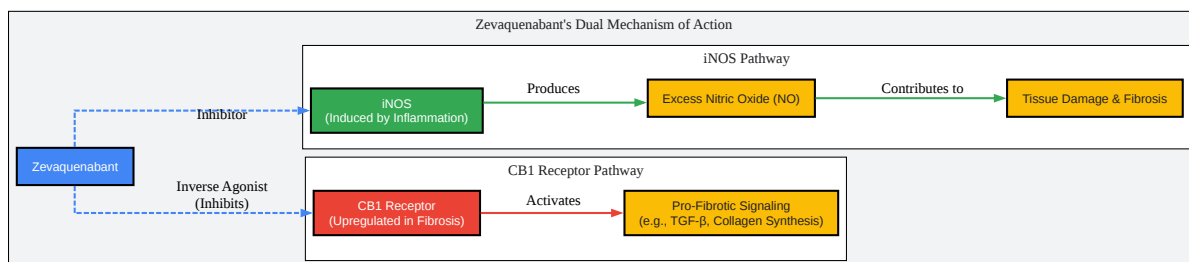 Zevaquenabant's Dual Mechanism of Action
iNOS Pathway
iNOS
(Induced by Inflammation)
Produces
Excess Nitric Oxide (NO)
Contributes to
Tissue Damage & Fibrosis
Inhibitor
Zevaquenabant
CB1 Receptor Pathway
Inverse Agonist
(Inhibits)
CB1 Receptor
(Upregulated in Fibrosis)
Activates
Pro-Fibrotic Signaling
(e.g., TGF-β, Collagen Synthesis)